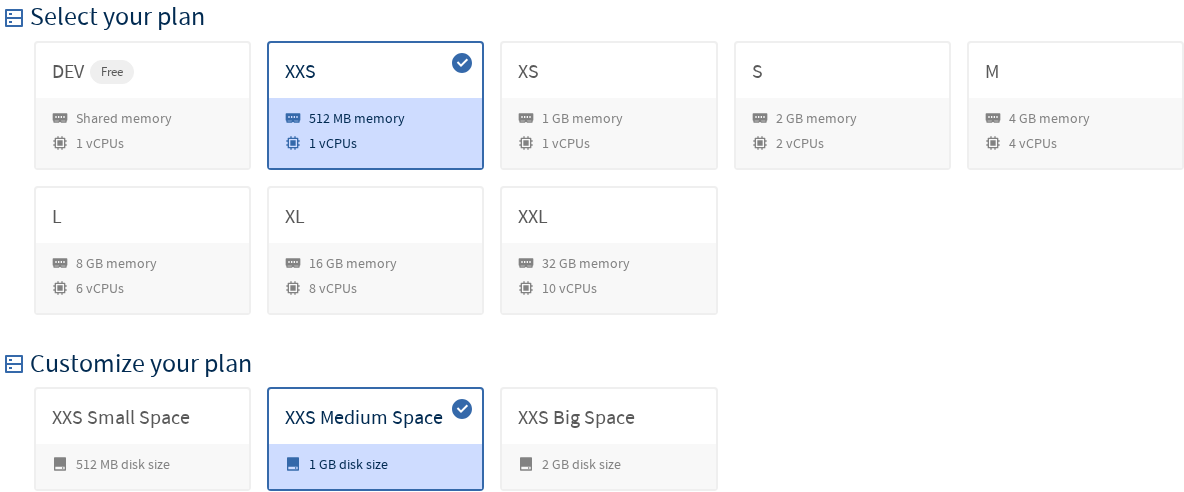 Select your plan
DEV Free
Shared memory
1 vCPUs
XXS
512 MB memory
1 vCPUs
XS
1 GB memory
1 vCPUs
S
2 GB memory
2 vCPUs
M
4 GB memory
4 vCPUs
L
8 GB memory
6 vCPUs
XL
16 GB memory
8 vCPUs
XXL
32 GB memory
10 vCPUs
Customize your plan
XXS Small Space
512 MB disk size
XXS Medium Space
1 GB disk size
XXS Big Space
2 GB disk size